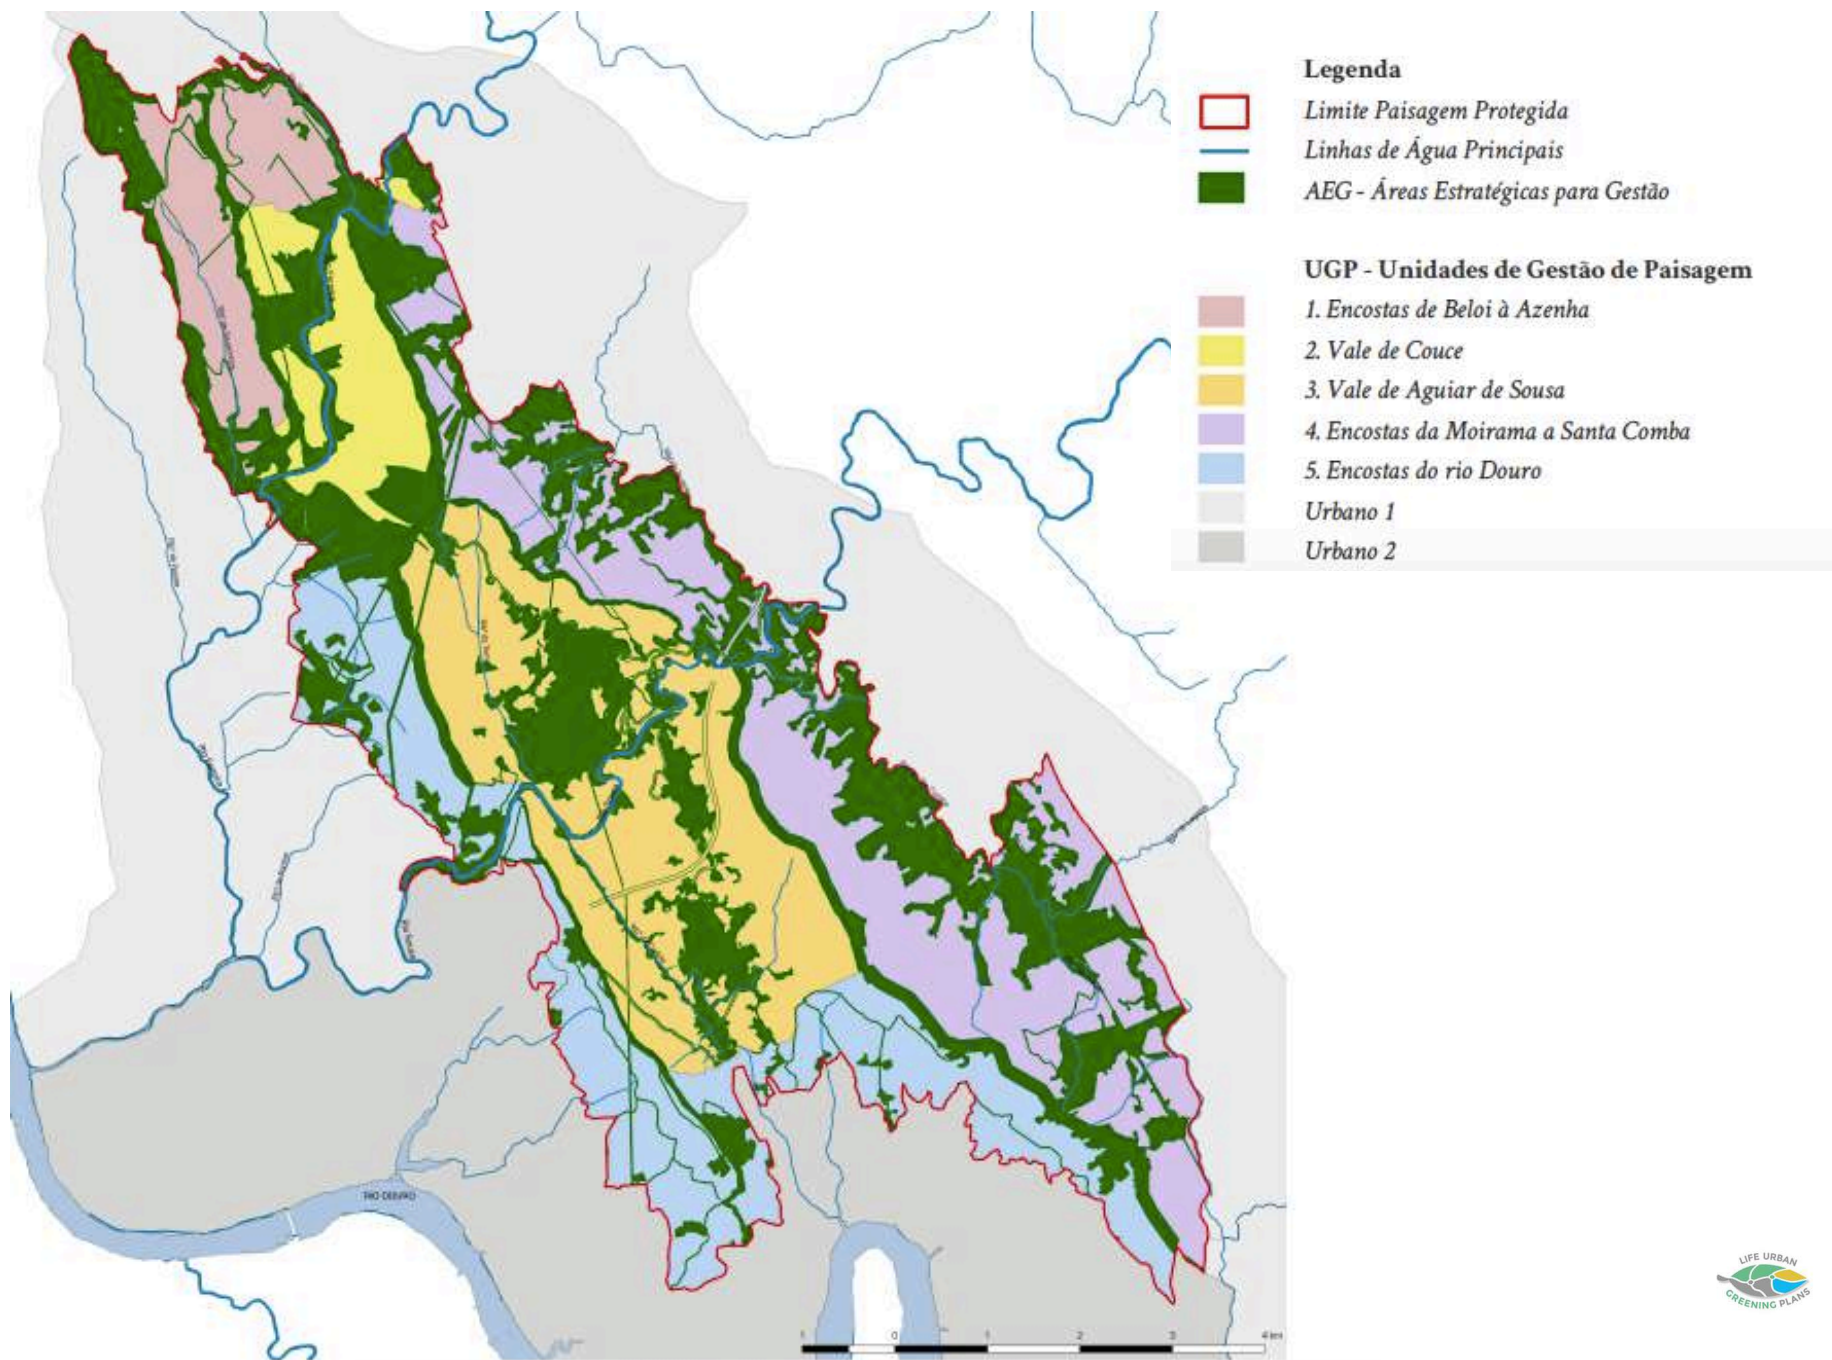 Legenda
Limite Paisagem Protegida
Linhas de Água Principais
AEG - Áreas Estratégicas para Gestão
UGP - Unidades de Gestão de Paisagem
1. Encostas de Beloi à Azenha
2. Vale de Couce
3. Vale de Aguiar de Sousa
4. Encostas da Moirama a Santa Comba
5. Encostas do rio Douro
Urbano 1
Urbano 2
RIO DOURO
LIFE URBAN
GREENING PLANS
1 0 1 2 3 4 km